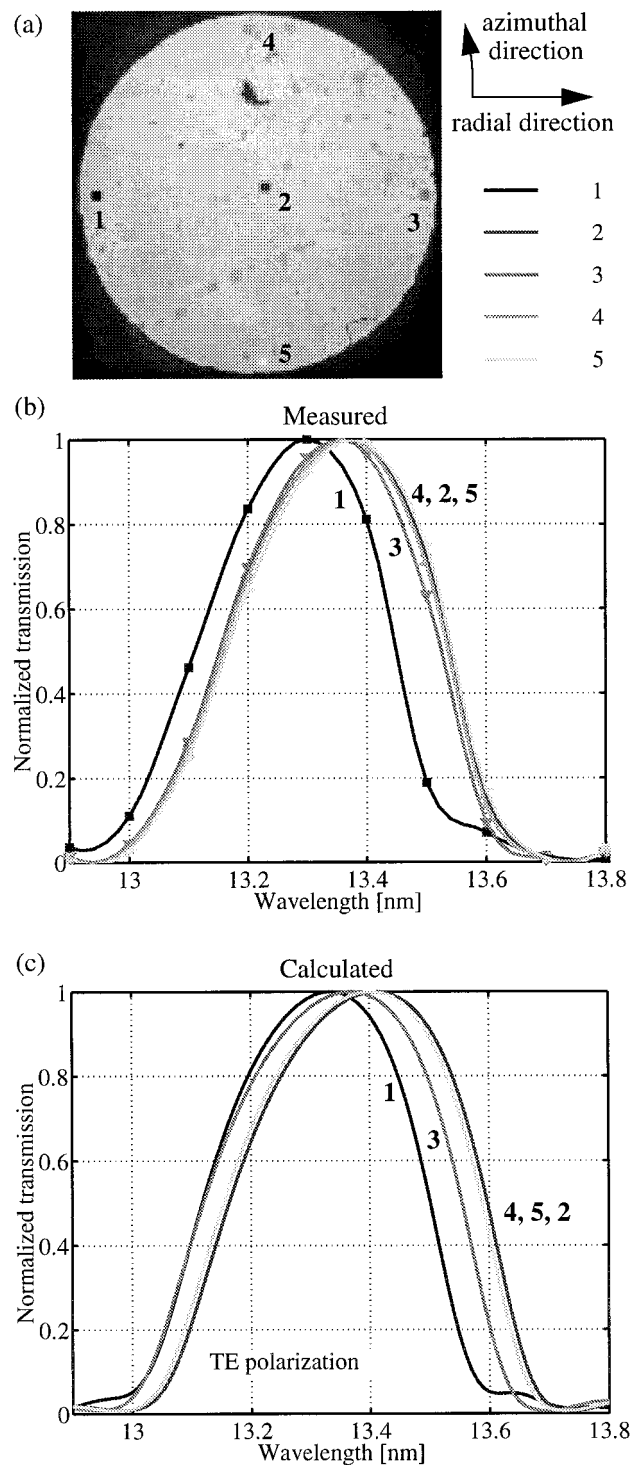 (a)
4
azimuthal
direction
radial direction
1
2
3
5
1
2
3
4
5
(b)
Measured
1
0.8
0.6
0.4
0.2
0
Normalized transmission
1
3
4, 2, 5
13
13.2
13.4
13.6
13.8
Wavelength [nm]
(c)
Calculated
1
0.8
0.6
0.4
0.2
0
Normalized transmission
1
3
4, 5, 2
TE polarization
13
13.2
13.4
13.6
13.8
Wavelength [nm]